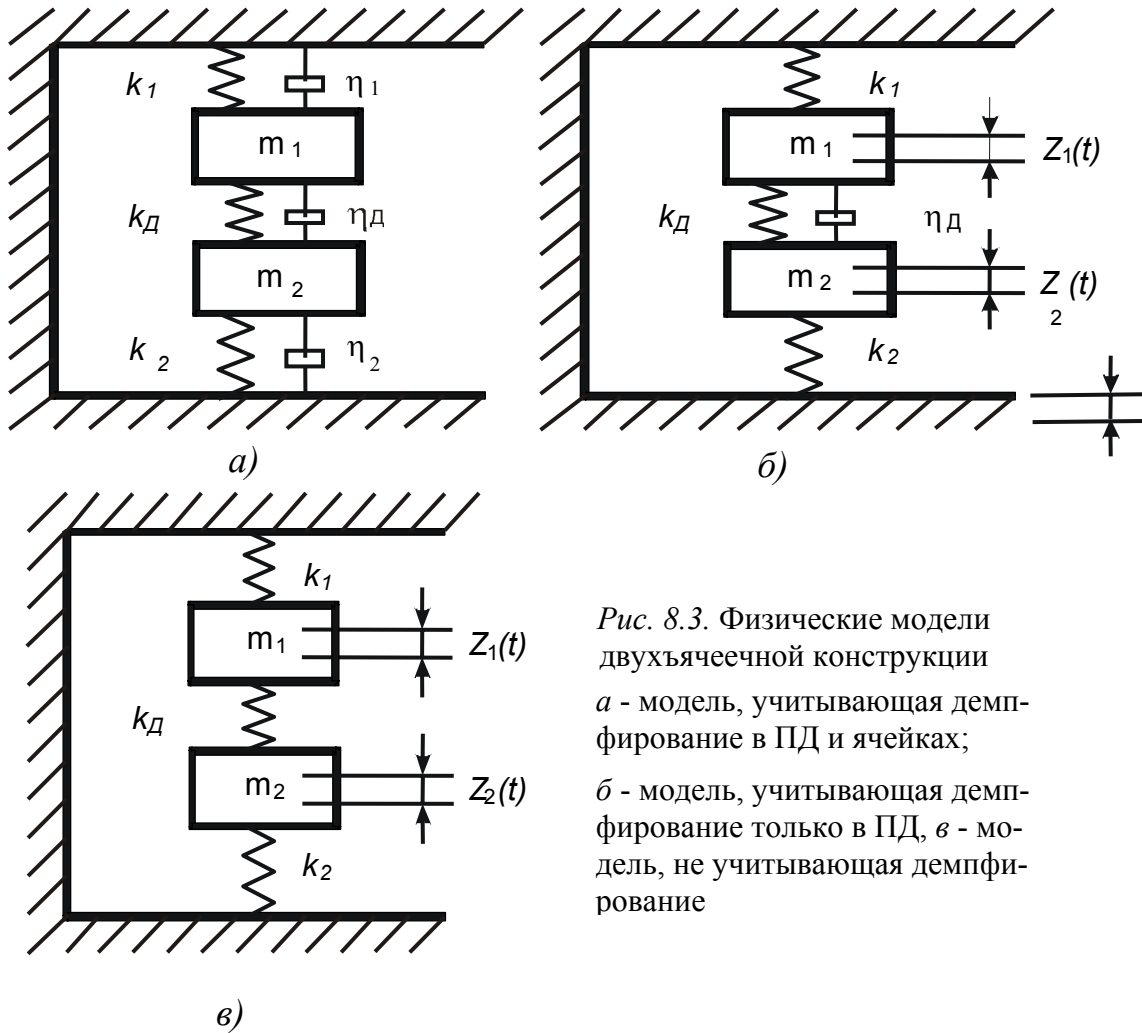 k1
η1
m1
kД
ηД
m2
k2
η2
а)
k1
m1
Z1(t)
kД
ηД
m2
Z2(t)
k2
б)
k1
m1
Z1(t)
kД
m2
Z2(t)
k2
в)
Рис. 8.3. Физические модели
двухъячеечной конструкции
а - модель, учитывающая демп-
фирование в ПД и ячейках;
б - модель, учитывающая демп-
фирование только в ПД, в - мо-
дель, не учитывающая демпфи-
рование